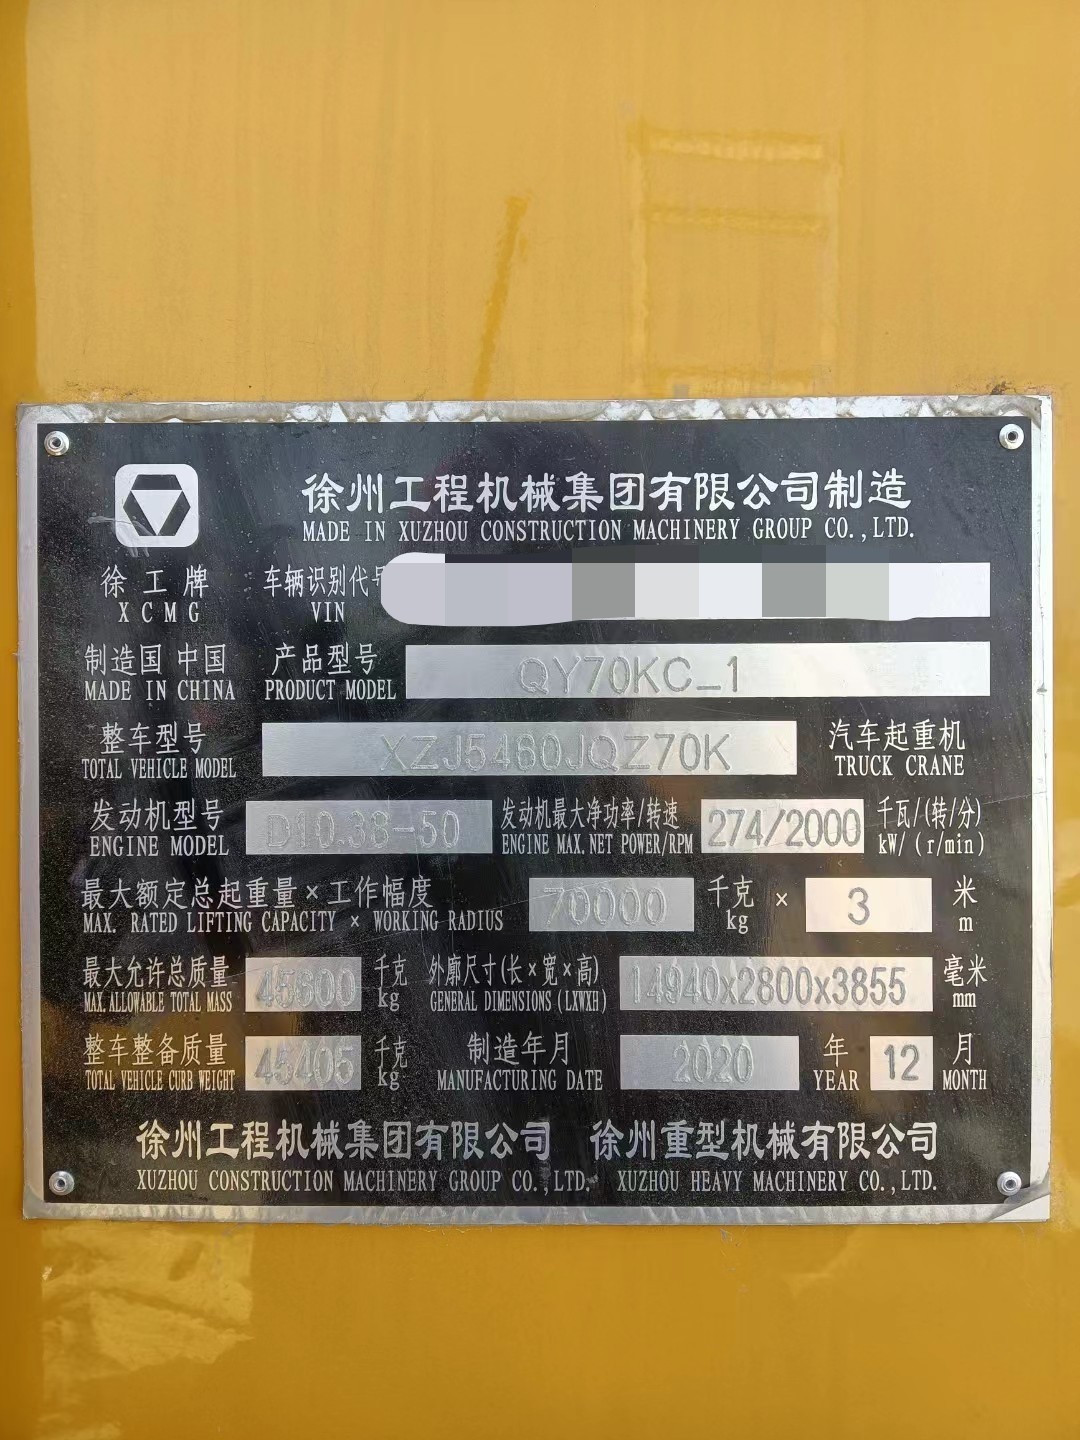 徐州工程机械集团有限公司制造
MADE IN XUZHOU CONSTRUCTION MACHINERY GROUP CO.,LTD.
徐工牌 车辆识别代号
XCMG VIN
制造国 中国 产品型号 QY70KC_1
MADE IN CHINA PRODUCT MODEL
整车型号 XZJ5460JQZ70K 汽车起重机
TOTAL VEHICLE MODEL TRUCK CRANE
发动机型号 D10.38-50 发动机最大净功率/转速 274/2000 千瓦/(转/分)
ENGINE MODEL ENGINE MAX.NET POWER/RPM kW/(r/min)
最大额定总起重量×工作幅度 70000 千克 × 3 米
MAX. RATED LIFTING CAPACITY × WORKING RADIUS kg m
最大允许总质量 45600 千克 外廓尺寸(长×宽×高) 14940x2800x3855 毫米
MAX.ALLOWABLE TOTAL MASS kg GENERAL DIMENSIONS(LXWXH) mm
整车整备质量 45405 千克 制造年月 2020 年 12 月
TOTAL VEHICLE CURB WEIGHT kg MANUFACTURING DATE YEAR MONTH
徐州工程机械集团有限公司 徐州重型机械有限公司
XUZHOU CONSTRUCTION MACHINERY GROUP CO.,LTD. XUZHOU HEAVY MACHINERY CO.,LTD.